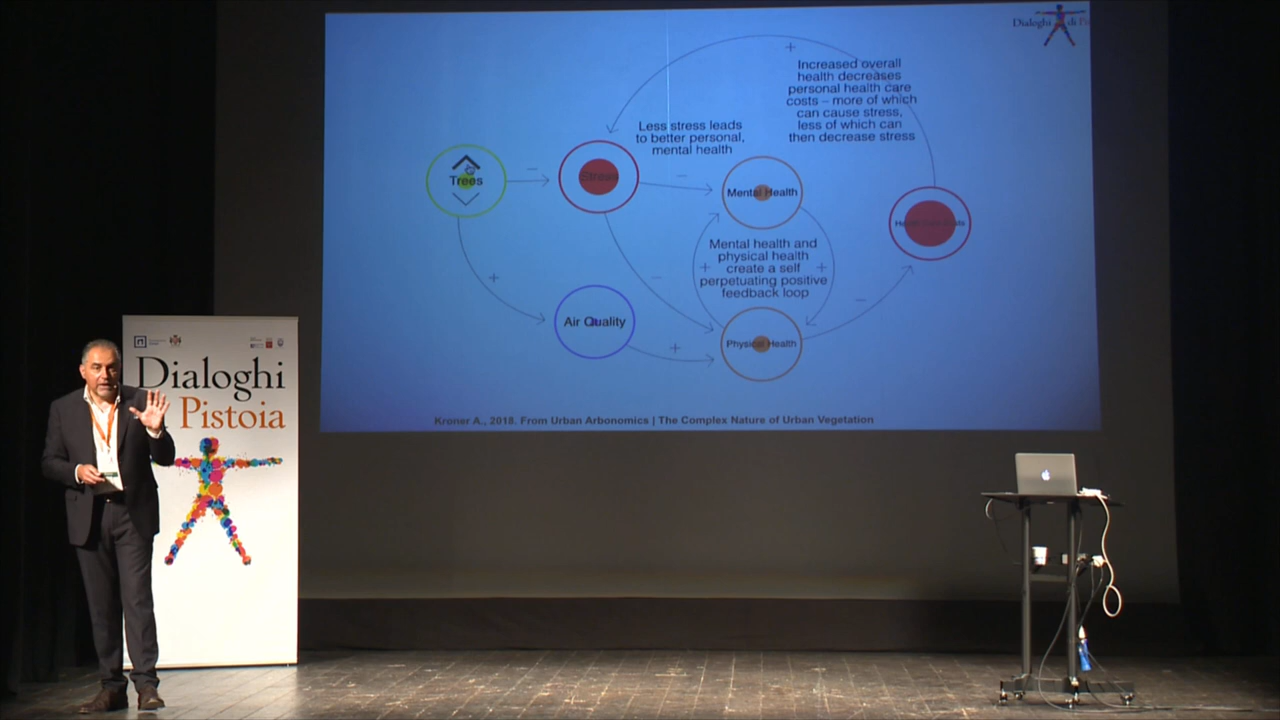 Dialoghi di Pi
Increased overall
health decreases
personal health care
costs – more of which
can cause stress,
less of which can
then decrease stress
Less stress leads
to better personal,
mental health
Trees
Stress
Mental Health
Mental health and
physical health
create a self
perpetuating positive
feedback loop
Air Quality
Physical Health
Kroner A., 2018. From Urban Arbonomics | The Complex Nature of Urban Vegetation
Dialoghi
Pistoia